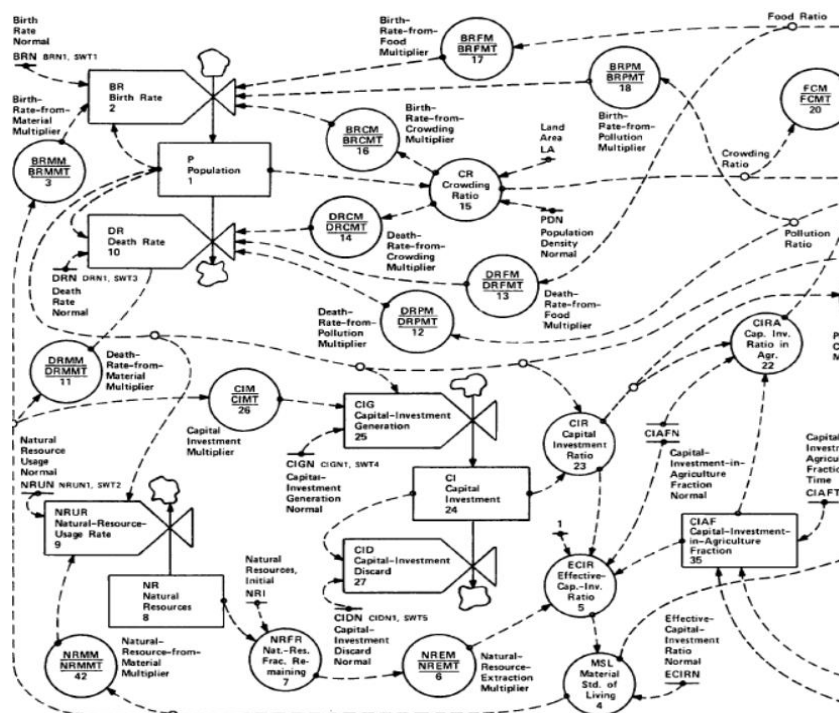 Birth
Rate
Normal
BRN BRN1, SWT1
BR
Birth Rate
2
Birth-
Rate-from-
Food
Multiplier
BRFM
BRFMT
17
Food Ratio
BRPM
BRPMT
18
FCM
FCMT
20
Birth-
Rate-from-
Material
Multiplier
BRMM
BRMMT
3
BRCM
BRCMT
16
Birth-
Rate-from-
Crowding
Multiplier
Land
Area
LA
Birth-
Rate-from-
Pollution
Multiplier
Crowding
Ratio
P
Population
1
CR
Crowding
Ratio
15
DR
Death Rate
10
DRCM
DRCMT
14
Death-
Rate-from-
Crowding
Multiplier
PDN
Population
Density
Normal
Pollution
Ratio
DRN DRN1, SWT3
Death
Rate
Normal
DRFM
DRFMT
13
Death-
Rate-from-
Food
Multiplier
Death-
Rate-from-
Pollution
Multiplier
DRPM
DRPMT
12
CIRA
Cap. Inv.
Ratio in
Agr.
22
P
C
M
DRMM
DRMMT
11
Death-
Rate-from-
Material
Multiplier
CIM
CIMT
26
Capital
Investment
Multiplier
CIG
Capital-Investment
Generation
25
CIR
Capital
Investment
Ratio
23
CIAFN
Capital-
Investment-in-
Agriculture
Fraction
Normal
Capital
Investm
Agricul
Fractio
Time
CIAFT
Natural
Resource
Usage
Normal
NRUN NRUN1, SWT2
CIGN CIGN1, SWT4
Capital-
Investment
Generation
Normal
CI
Capital
Investment
24
NRUR
Natural-Resource-
Usage Rate
9
CID
Capital-Investment
Discard
27
1
ECIR
Effective-
Cap.-Inv.
Ratio
5
CIAF
Capital-Investment-
in-Agriculture
Fraction
35
NR
Natural
Resources
8
Natural
Resources,
Initial
NRI
CIDN CIDN1, SWT5
Capital-
Investment
Discard
Normal
NRMM
NRMMT
42
Natural-
Resource-from-
Material
Multiplier
NRFR
Nat.-Res.
Frac. Re-
maining
7
NREM
NREMT
6
Natural-
Resource-
Extraction
Multiplier
MSL
Material
Std. of
Living
4
Effective-
Capital-
Investment
Ratio
Normal
ECIRN